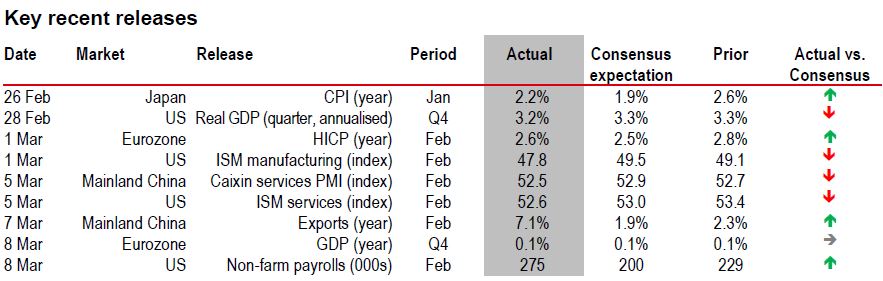 Key recent releases
Date Market Release Period Actual Consensus expectation Prior Actual vs. Consensus
26 Feb Japan CPI (year) Jan 2.2% 1.9% 2.6%
28 Feb US Real GDP (quarter, annualised) Q4 3.2% 3.3% 3.3%
1 Mar Eurozone HICP (year) Feb 2.6% 2.5% 2.8%
1 Mar US ISM manufacturing (index) Feb 47.8 49.5 49.1
5 Mar Mainland China Caixin services PMI (index) Feb 52.5 52.9 52.7
5 Mar US ISM services (index) Feb 52.6 53.0 53.4
7 Mar Mainland China Exports (year) Feb 7.1% 1.9% 2.3%
8 Mar Eurozone GDP (year) Q4 0.1% 0.1% 0.1%
8 Mar US Non-farm payrolls (000s) Feb 275 200 229